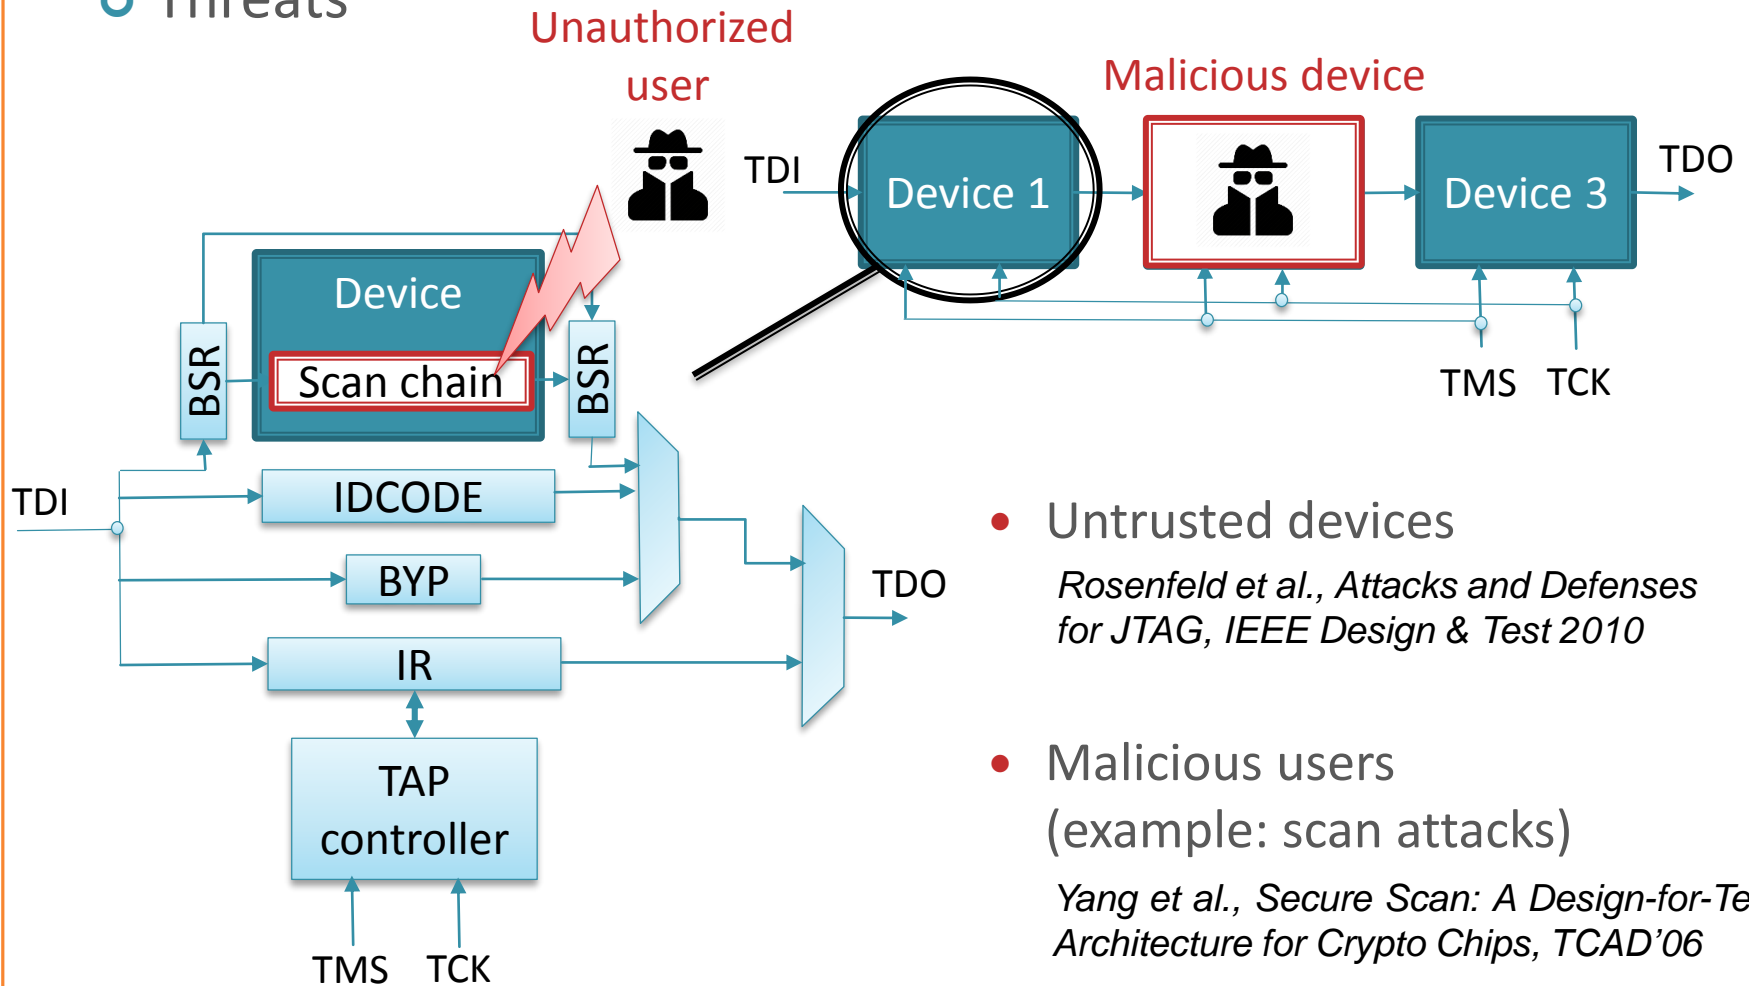 Threats
Unauthorized
user
Malicious device
TDI
Device 1
Device 3
TDO
TMS TCK
Device
Scan chain
BSR
BSR
TDI
IDCODE
BYP
IR
TDO
TAP
controller
TMS TCK
Untrusted devices
Rosenfeld et al., Attacks and Defenses
for JTAG, IEEE Design & Test 2010
Malicious users
(example: scan attacks)
Yang et al., Secure Scan: A Design-for-Te
Architecture for Crypto Chips, TCAD’06